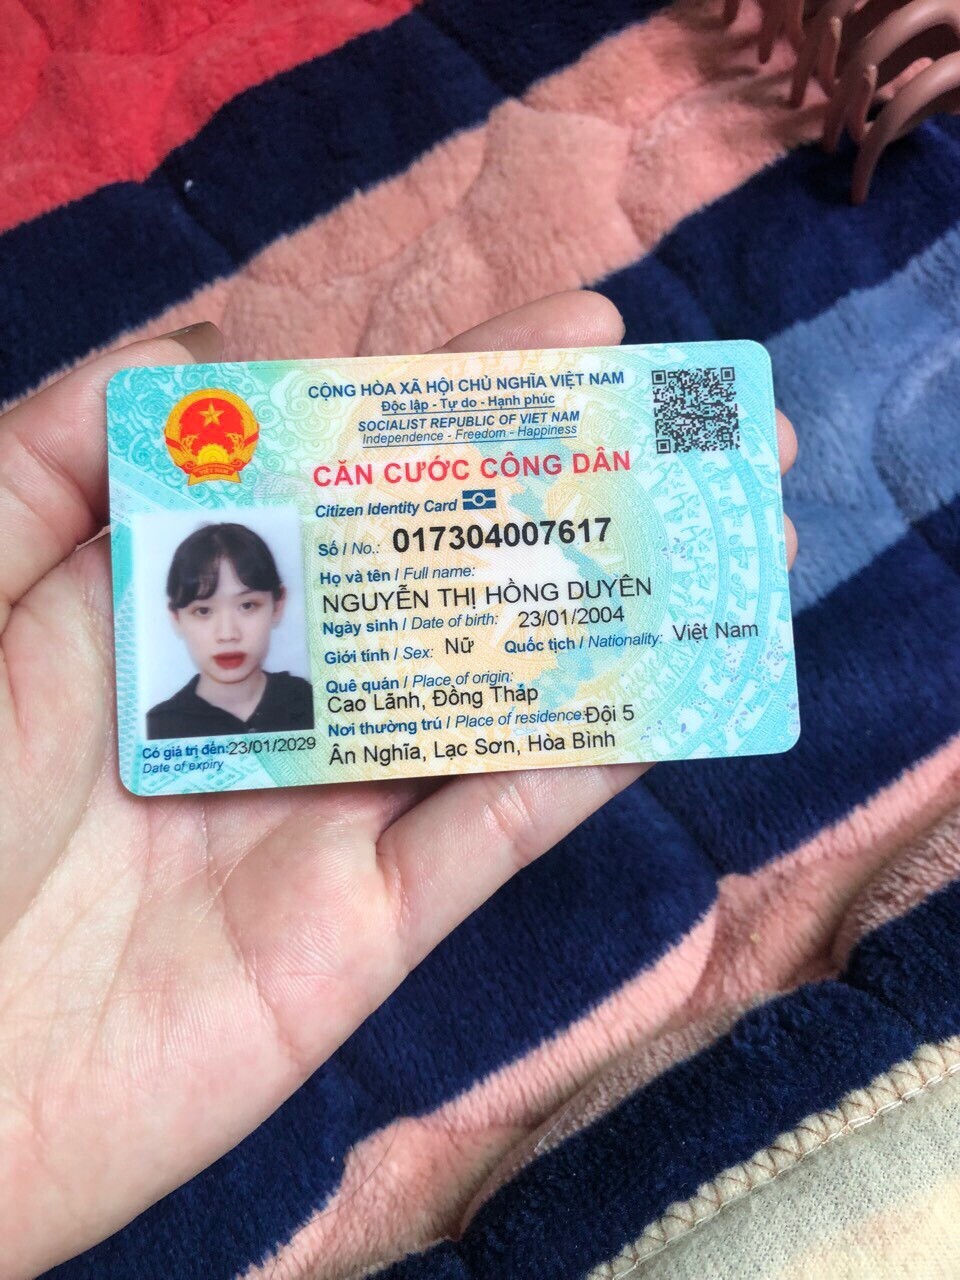 CỘNG HÒA XÃ HỘI CHỦ NGHĨA VIỆT NAM
Độc lập - Tự do - Hạnh phúc
SOCIALIST REPUBLIC OF VIET NAM
Independence - Freedom - Happiness
CĂN CƯỚC CÔNG DÂN
Citizen Identity Card
Số / No.: 017304007617
Họ và tên / Full name:
NGUYỄN THỊ HỒNG DUYÊN
Ngày sinh / Date of birth: 23/01/2004
Giới tính / Sex: Nữ Quốc tịch / Nationality: Việt Nam
Quê quán / Place of origin:
Cao Lãnh, Đồng Tháp
Nơi thường trú / Place of residence: Đội 5
Ân Nghĩa, Lạc Sơn, Hòa Bình
Có giá trị đến: 23/01/2029
Date of expiry